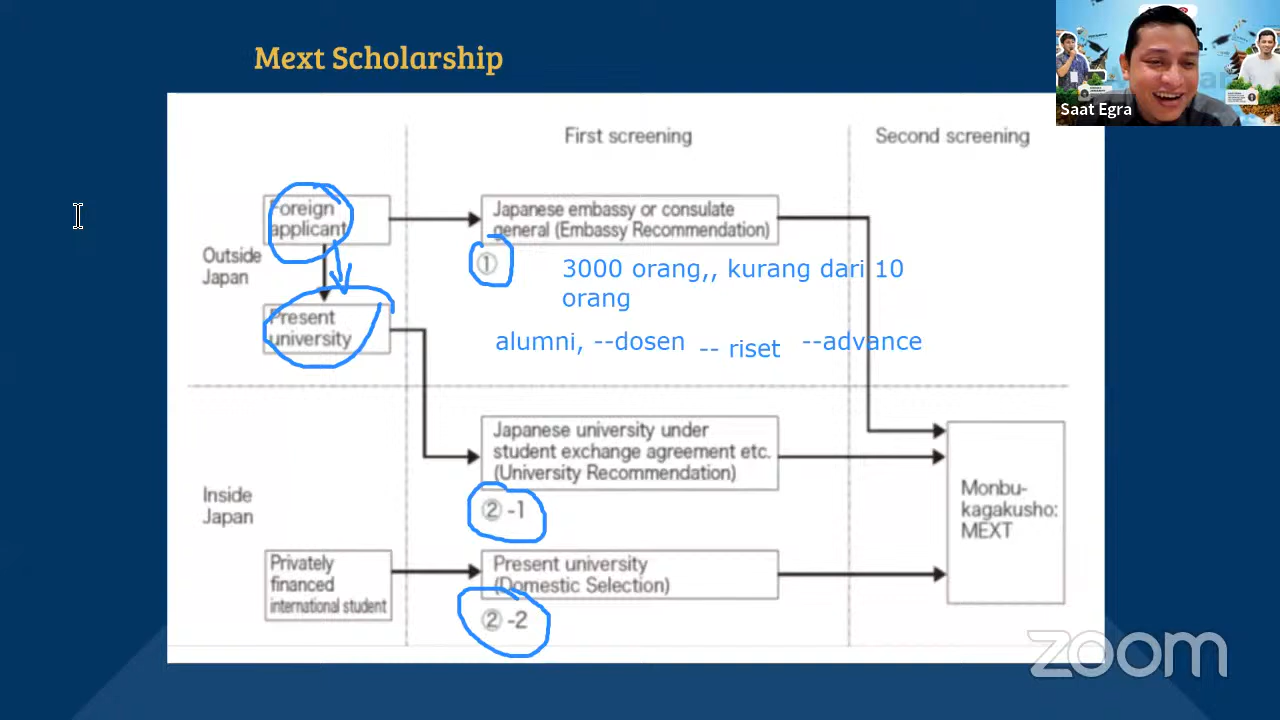 Mext Scholarship
Saat Egra
First screening
Second screening
Foreign
applicant
Japanese embassy or consulate
general (Embassy Recommendation)
Outside
Japan
①
3000 orang,, kurang dari 10
orang
Present
university
alumni, --dosen -- riset --advance
Japanese university under
student exchange agreement etc.
(University Recommendation)
② -1
Inside
Japan
Monbu-
kagakusho:
MEXT
Privately
financed
international student
Present university
(Domestic Selection)
② -2
zoom